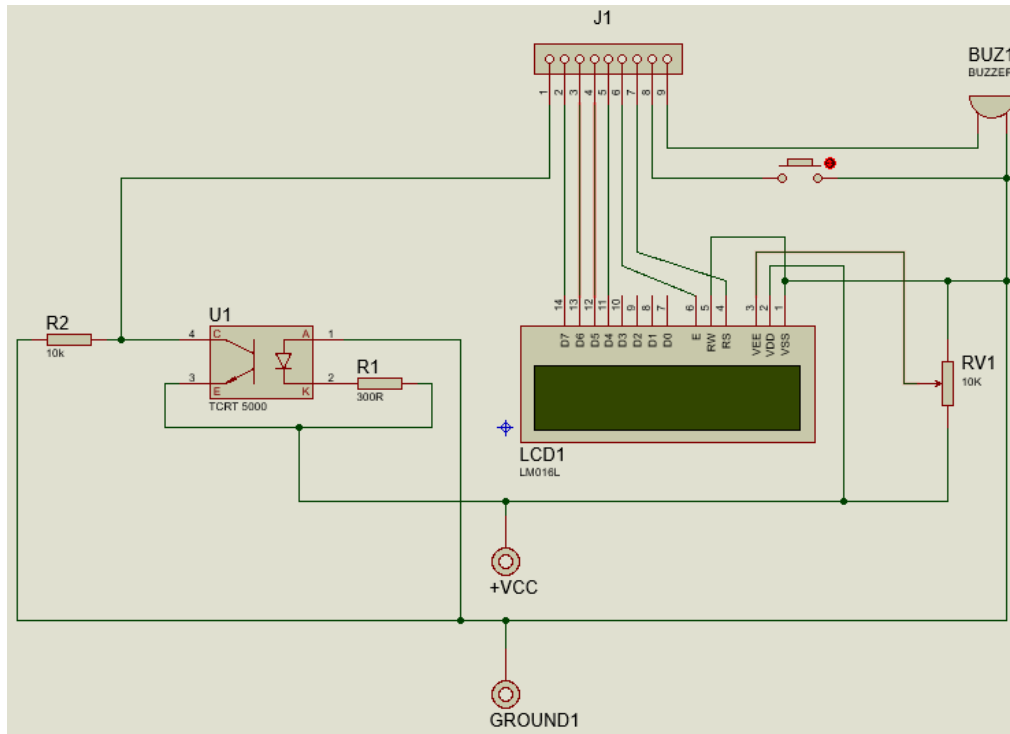 J1
BUZ1
BUZZER
1 2 3 4 5 6 7 8 9
14 13 12 11 10 9 8 7 6 5 4 3 2 1
D7 D6 D5 D4 D3 D2 D1 D0 E RW RS VEE VDD VSS
R2
10k
U1
4 C A 1
3 E K 2
TCRT 5000
R1
300R
RV1
10K
LCD1
LM016L
+VCC
GROUND1